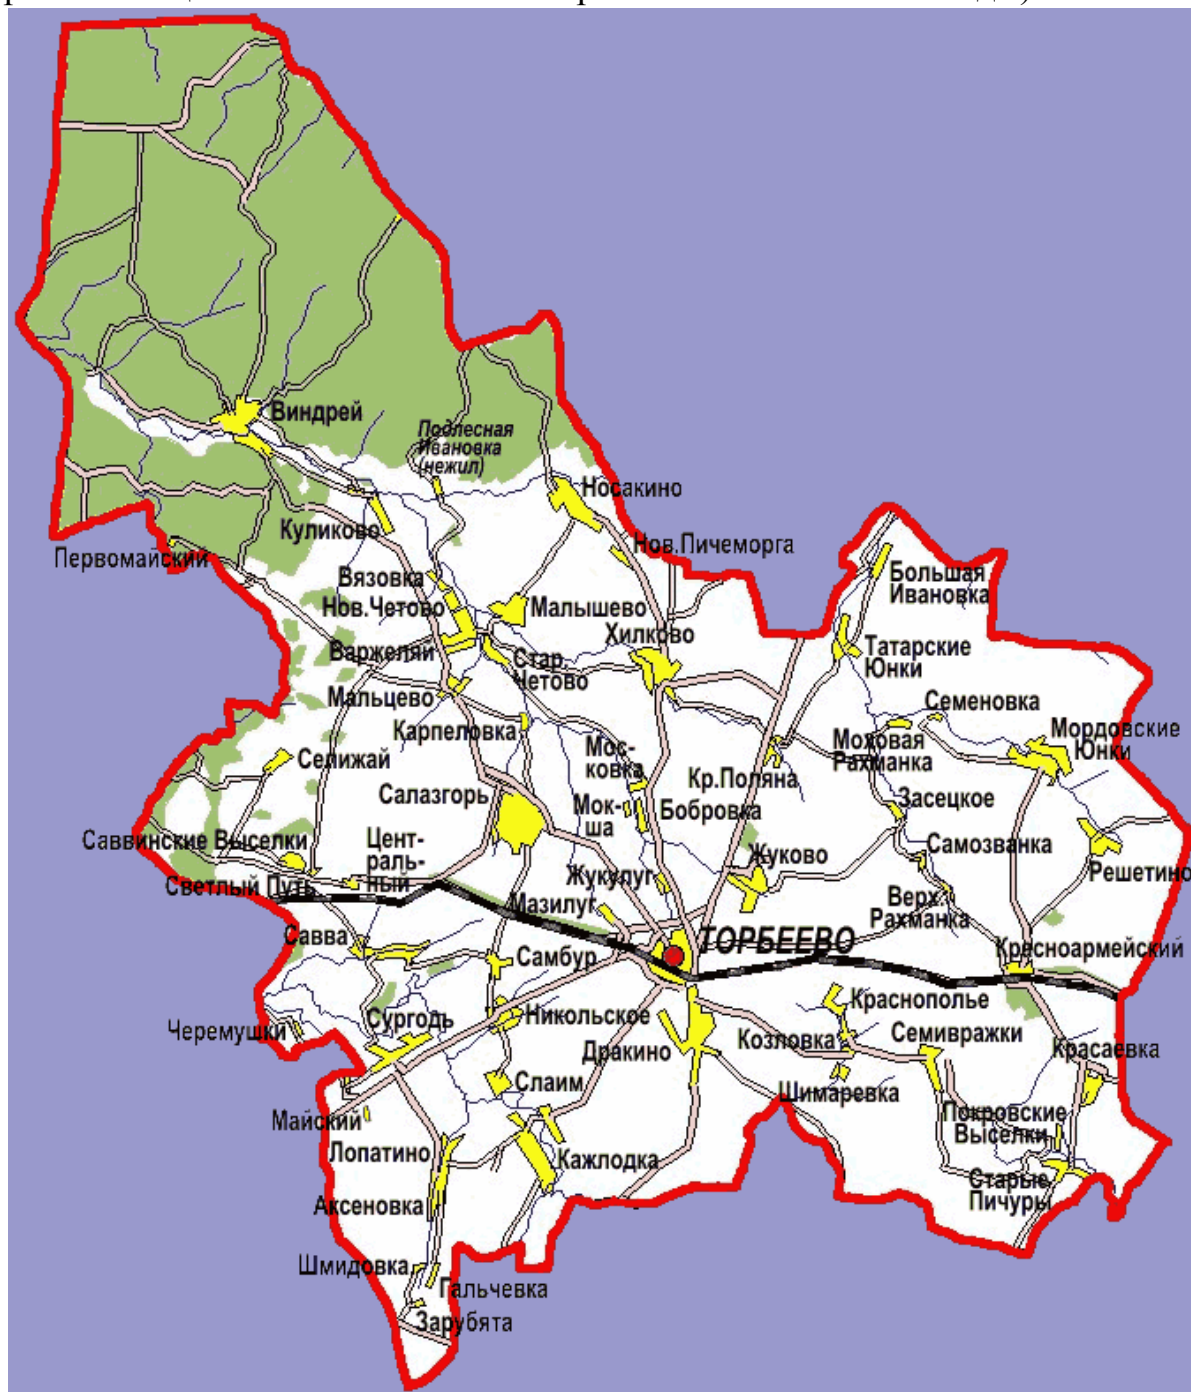 Виндрей
Подлесная
Ивановка
(нежил)
Носакино
Куликово
Нов.Пичеморга
Первомайский
Вязовка
Большая
Ивановка
Нов.Четово
Малышево
Хилково
Варжеляй
Стар.
Четово
Татарские
Юнки
Мальцево
Семеновка
Карпеловка
Мос-
ковка
Моховая
Рахманка
Мордовские
Юнки
Селижай
Кр.Поляна
Салазгорь
Мок-
ша
Бобровка
Засецкое
Саввинские Выселки
Цент-
раль-
ный
Самозванка
Жуково
Решетино
Светлый Путь
Жукулуг
Мазилуг
Верх.
Рахманка
Савва
ТОРБЕЕВО
Красноармейский
Самбур
Краснополье
Черемушки
Сургодь
Никольское
Козловка
Семивражки
Дракино
Красаевка
Слаим
Шимаревка
Майский
Покровские
Выселки
Лопатино
Кажлодка
Старые
Пичуры
Аксеновка
Шмидовка
Гальчевка
Зарубята